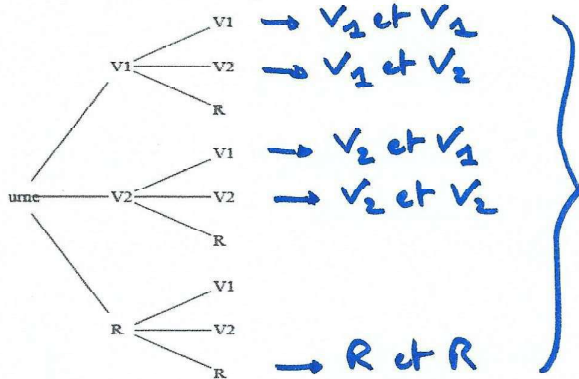 V1 → V1 et V1
V1 V2 → V1 et V2
R
V1 → V2 et V1
urne V2 V2 → V2 et V2
R
V1
R V2
R → R et R